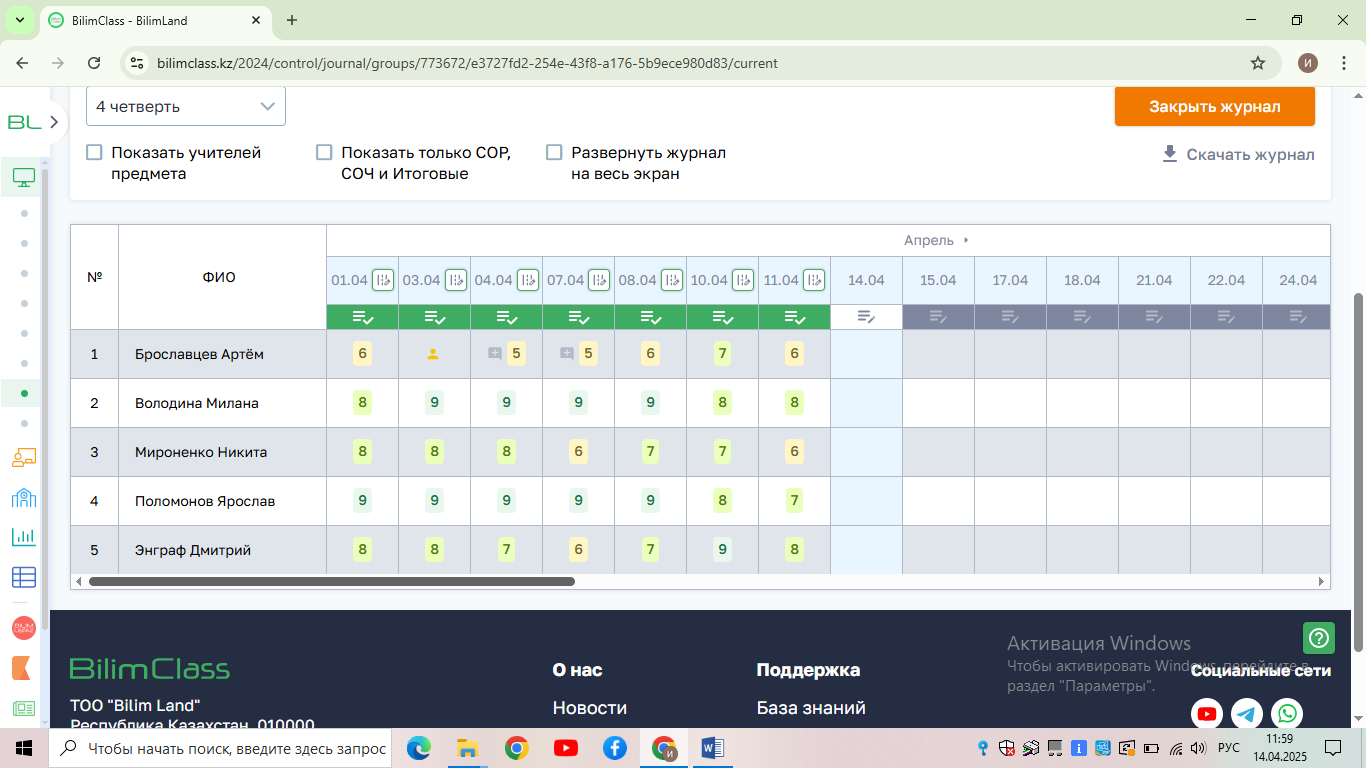 BilimClass - BilimLand
bilimclass.kz/2024/control/journal/groups/773672/e3727fd2-254e-43f8-a176-5b9ece980d83/current
И
BL
4 четверть
Закрыть журнал
Показать учителей предмета
Показать только СОР, СОЧ и Итоговые
Развернуть журнал на весь экран
Скачать журнал
№ ФИО Апрель
01.04 03.04 04.04 07.04 08.04 10.04 11.04 14.04 15.04 17.04 18.04 21.04 22.04 24.04
1 Брославцев Артём 6 5 5 6 7 6
2 Володина Милана 8 9 9 9 9 8 8
3 Мироненко Никита 8 8 8 6 7 7 6
4 Поломонов Ярослав 9 9 9 9 9 8 7
5 Энграф Дмитрий 8 8 7 6 7 9 8
BilimClass
ТОО "Bilim Land"
Республика Казахстан, 010000
О нас
Новости
Поддержка
База знаний
Социальные сети
Активация Windows
Чтобы активировать Windows, перейдите в
раздел "Параметры".
Чтобы начать поиск, введите здесь запрос
РУС
11:59
14.04.2025